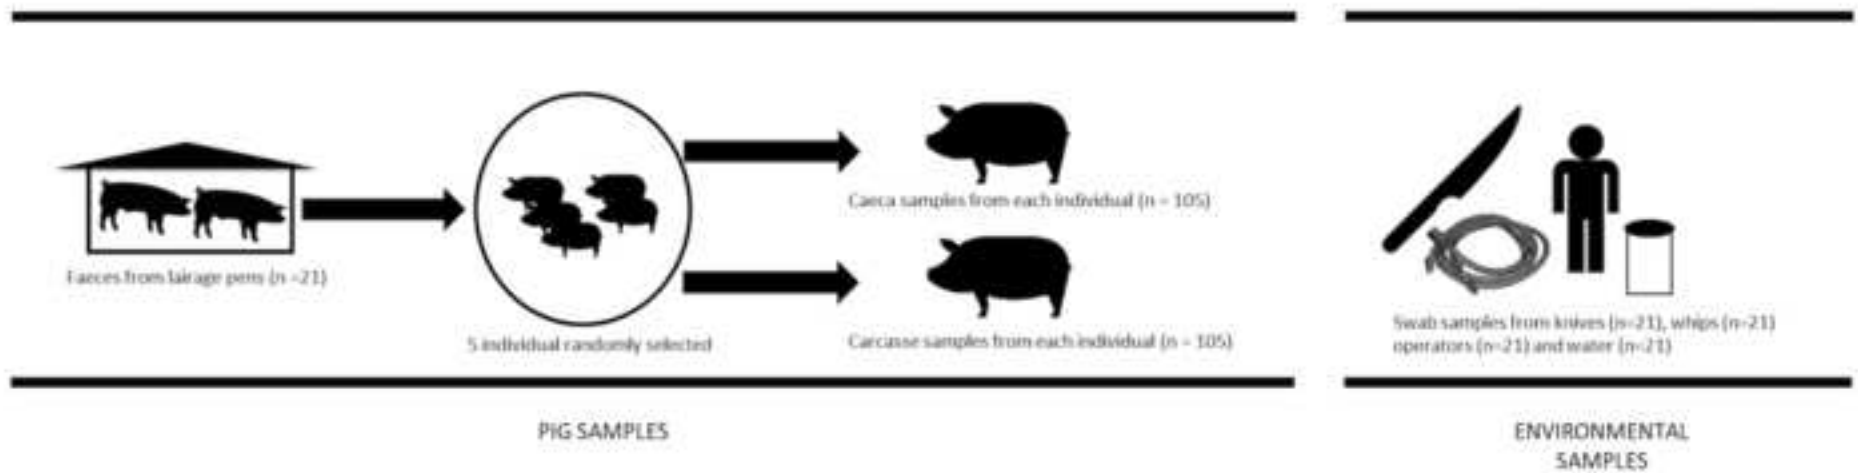 Faeces from lairage pens (n =21)
5 individual randomly selected
Caeca samples from each individual (n = 105)
Carcasse samples from each individual (n = 105)
PIG SAMPLES
Swab samples from knives (n=21), whips (n=21)
operators (n=21) and water (n=21)
ENVIRONMENTAL
SAMPLES